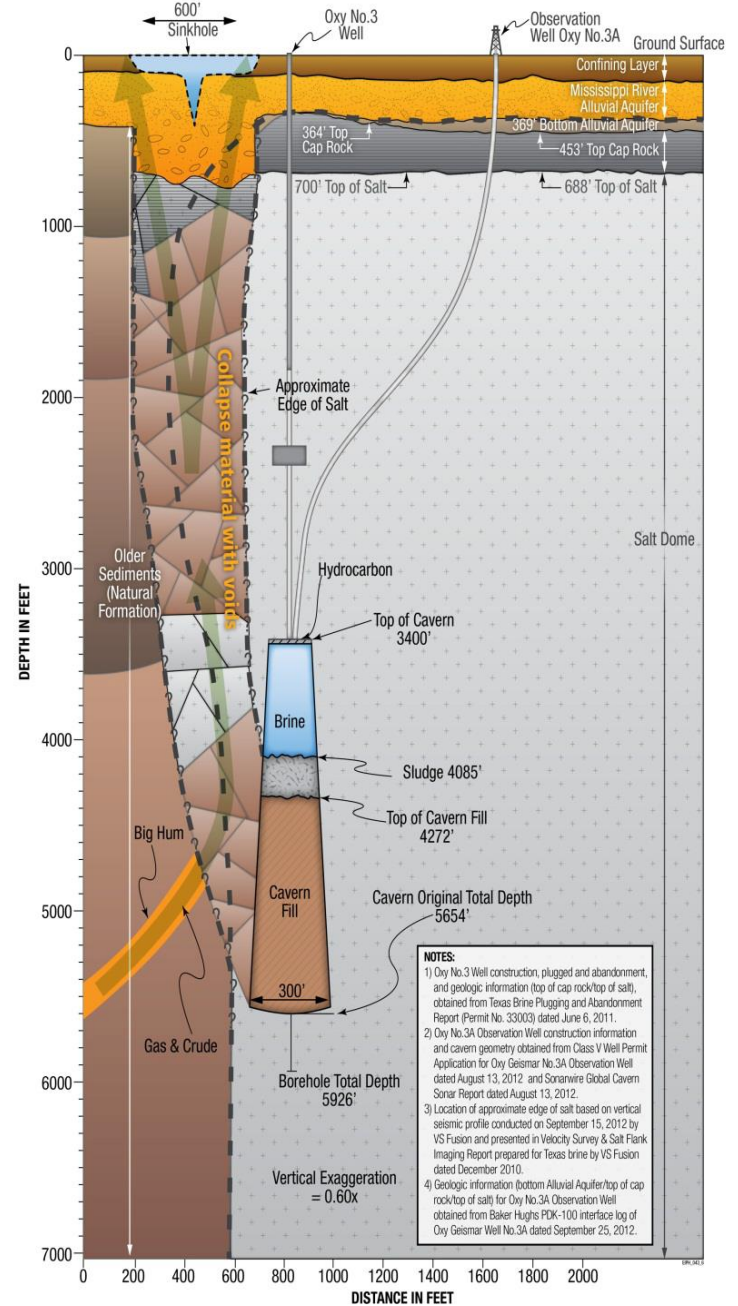 600'
Sinkhole
Oxy No.3
Well
Observation
Well Oxy No.3A
Ground Surface
0
Confining Layer
Mississippi River
Alluvial Aquifer
364' Top
Cap Rock
369' Bottom Alluvial Aquifer
453' Top Cap Rock
700' Top of Salt
688' Top of Salt
1000
2000
Approximate
Edge of Salt
Collapse material with voids
3000
Older
Sediments
(Natural
Formation)
Salt Dome
DEPTH IN FEET
Hydrocarbon
Top of Cavern
3400'
Brine
4000
Sludge 4085'
Top of Cavern Fill
4272'
Big Hum
Cavern
Fill
Cavern Original Total Depth
5654'
5000
300'
Gas & Crude
Borehole Total Depth
5926'
6000
Vertical Exaggeration
= 0.60x
7000
NOTES:
1) Oxy No.3 Well construction, plugged and abandonment,
and geologic information (top of cap rock/top of salt),
obtained from Texas Brine Plugging and Abandonment
Report (Permit No. 33003) dated June 6, 2011.
2) Oxy No.3A Observation Well construction information
and cavern geometry obtained from Class V Well Permit
Application for Oxy Geismar No.3A Observation Well
dated August 13, 2012 and Sonarwire Global Cavern
Sonar Report dated August 13, 2012.
3) Location of approximate edge of salt based on vertical
seismic profile conducted on September 15, 2012 by
VS Fusion and presented in Velocity Survey & Salt Flank
Imaging Report prepared for Texas brine by VS Fusion
dated December 2010.
4) Geologic information (bottom Alluvial Aquifer/top of cap
rock/top of salt) for Oxy No.3A Observation Well
obtained from Baker Hughs PDK-100 interface log of
Oxy Geismar Well No.3A dated September 25, 2012.
0 200 400 600 800 1000 1200 1400 1600 1800 2000
DISTANCE IN FEET